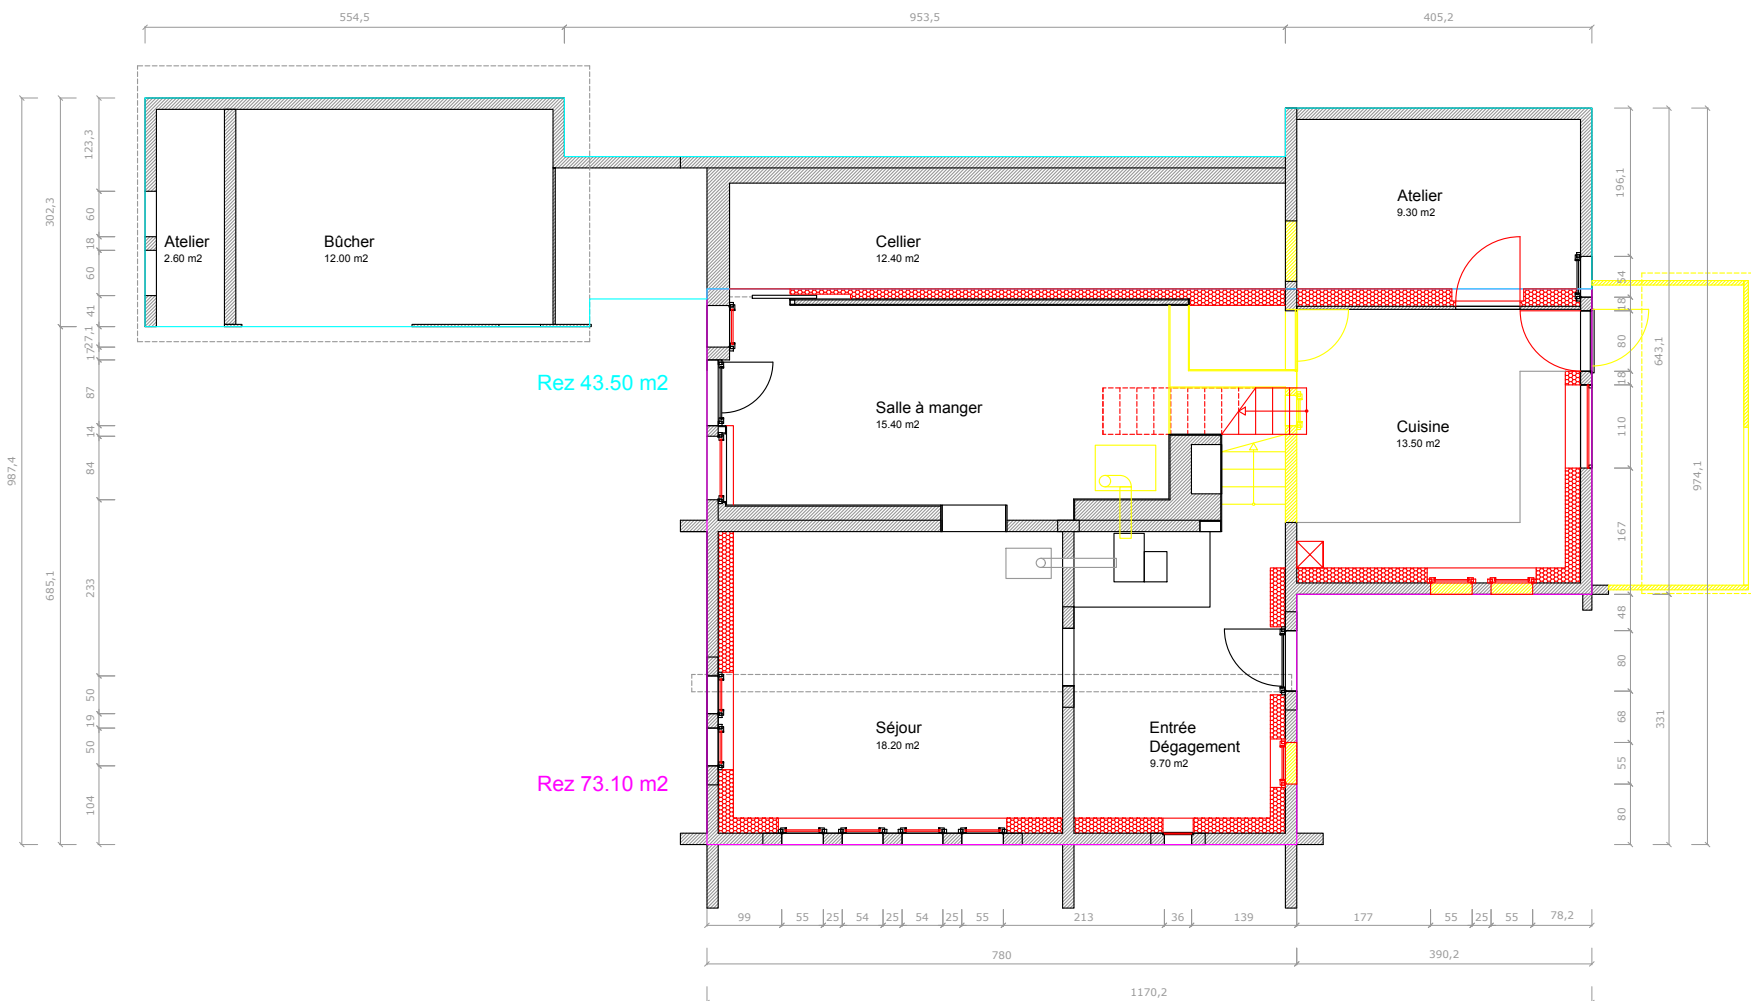 554,5
953,5
405,2
987,4
302,3
685,1
123,3
60
18
60
41
27,1
17
87
14
84
233
50
19
50
104
Atelier
2.60 m2
Bûcher
12.00 m2
Cellier
12.40 m2
Atelier
9.30 m2
Rez 43.50 m2
Salle à manger
15.40 m2
Cuisine
13.50 m2
Séjour
18.20 m2
Entrée
Dégagement
9.70 m2
Rez 73.10 m2
196,1
54
18
80
18
110
167
48
80
68
55
80
643,1
331
974,1
99
55
25
54
25
54
25
55
213
36
139
177
55
25
55
78,2
780
390,2
1170,2